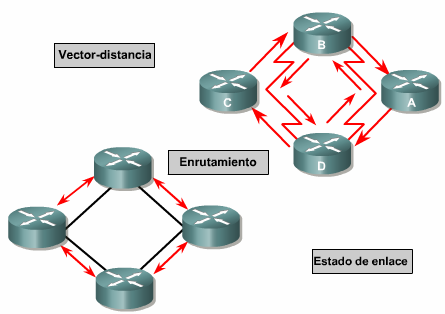 B
Vector-distancia
C
A
D
Enrutamiento
Estado de enlace